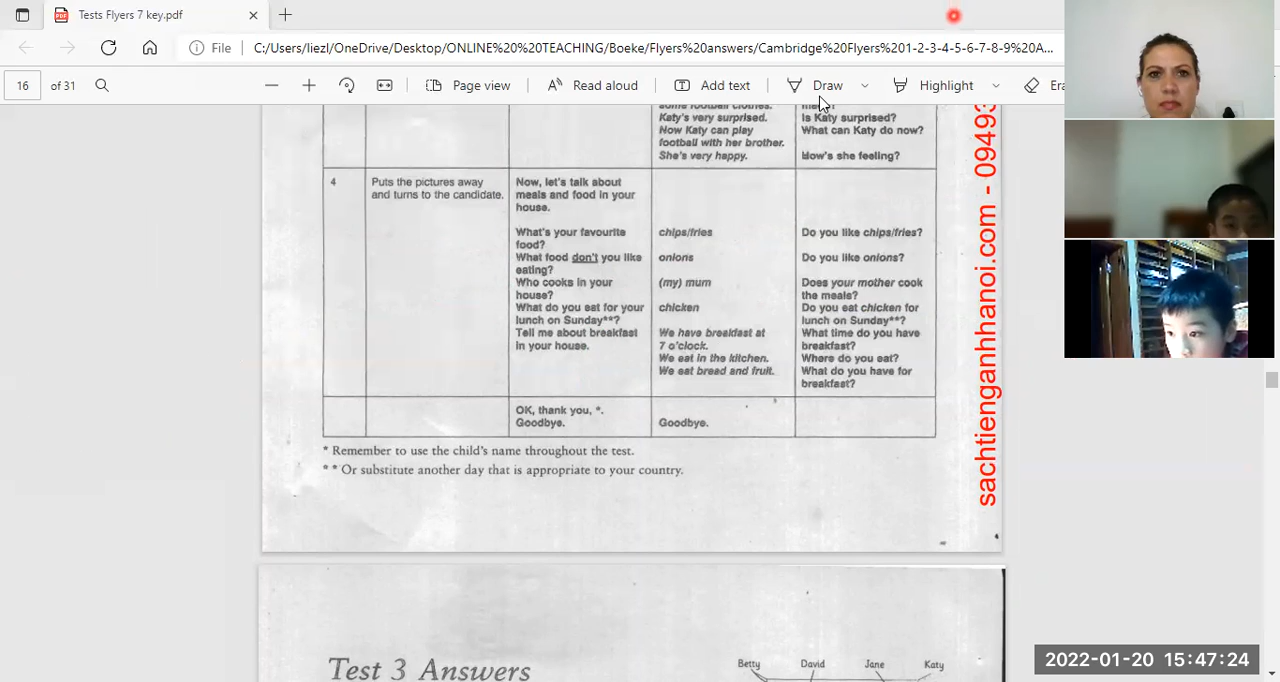 Tests Flyers 7 key.pdf
File
C:/Users/liezl/OneDrive/Desktop/ONLINE%20%20TEACHING/Boeke/Flyers%20answers/Cambridge%20Flyers%201-2-3-4-5-6-7-8-9%20A...
16 of 31
Page view
Read aloud
Add text
Draw
Highlight
some football clothes.
Katy's very surprised.
Now Katy can play
football with her brother.
She's very happy.
Is Katy surprised?
What can Katy do now?
How's she feeling?
4
Puts the pictures away
and turns to the candidate.
Now, let's talk about
meals and food in your
house.
What's your favourite
food?
chips/fries
Do you like chips/fries?
What food don't you like
eating?
onions
Do you like onions?
Who cooks in your
house?
(my) mum
Does your mother cook
the meals?
What do you eat for your
lunch on Sunday**?
chicken
Do you eat chicken for
lunch on Sunday**?
Tell me about breakfast
in your house.
We have breakfast at
7 o'clock.
We eat in the kitchen.
We eat bread and fruit.
What time do you have
breakfast?
Where do you eat?
What do you have for
breakfast?
OK, thank you, *.
Goodbye.
Goodbye.
* Remember to use the child's name throughout the test.
** Or substitute another day that is appropriate to your country.
sachtienganhhanoi.com - 09493
Test 3 Answers
Betty David Jane Katy
2022-01-20 15:47:24